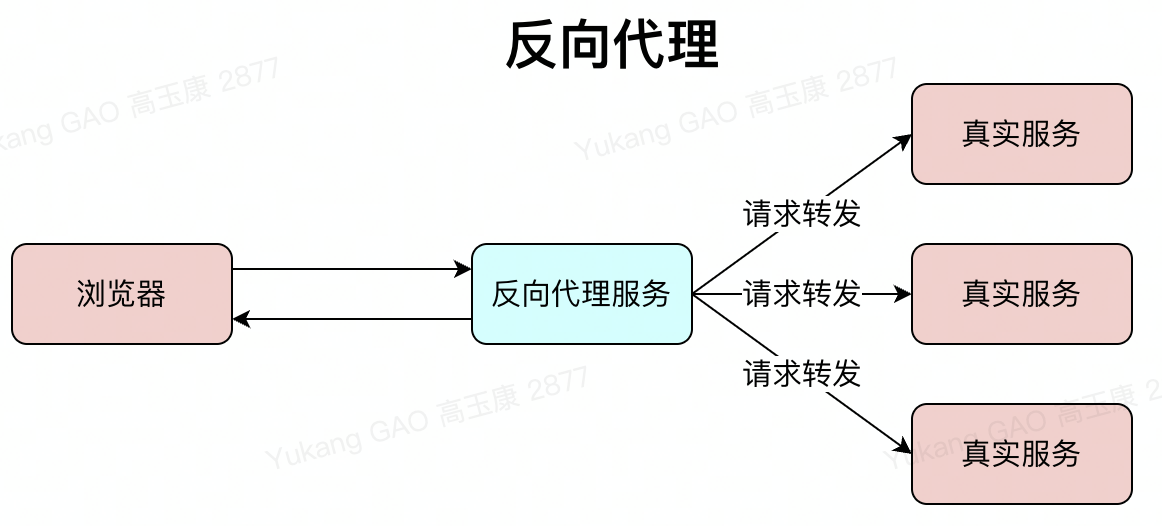 反向代理
Yukang GAO 高玉康 2877
kang GAO 高玉康 2877
真实服务
请求转发
浏览器
反向代理服务
请求转发
真实服务
请求转发
Yukang GAO 高玉康 2877
Yukang GAO 高玉康 2
真实服务